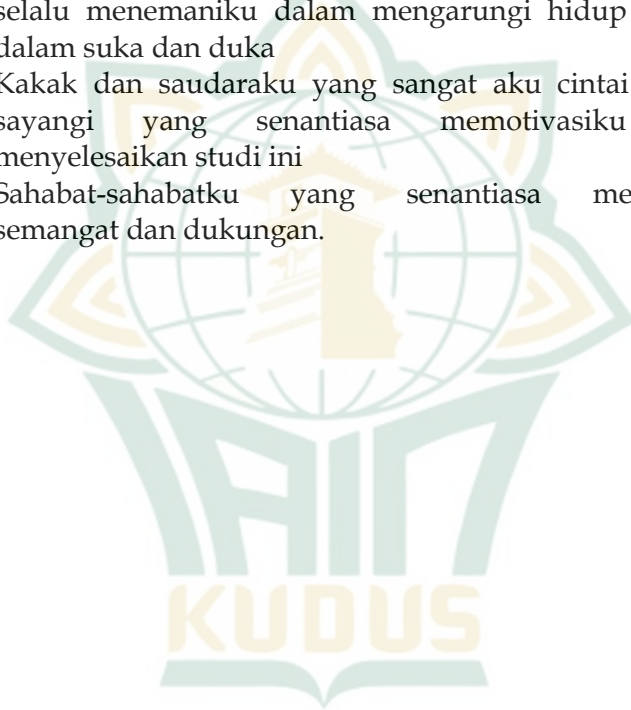 selalu menemaniku dalam mengarungi hidup
dalam suka dan duka
Kakak dan saudaraku yang sangat aku cintai
sayangi yang senantiasa memotivasiku
menyelesaikan studi ini
Sahabat-sahabatku yang senantiasa me
semangat dan dukungan.
IAIN
KUDUS